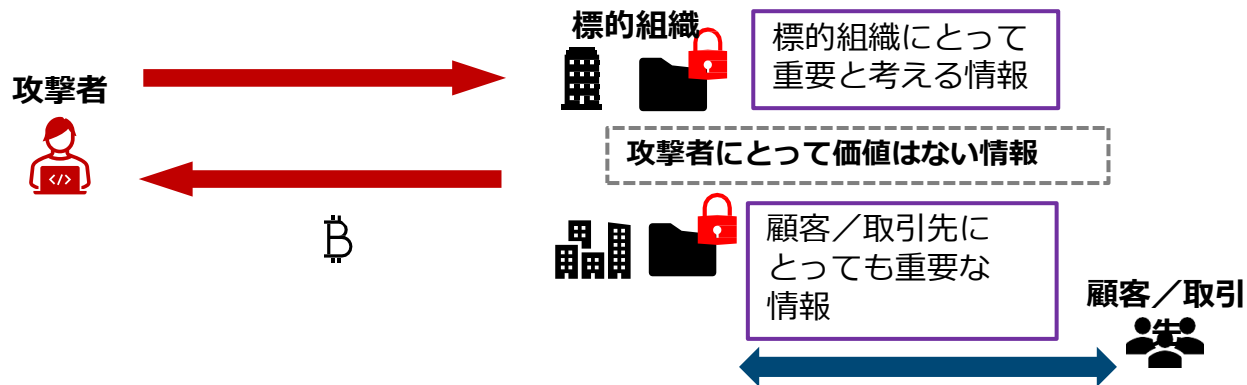 標的組織
標的組織にとって
重要と考える情報
攻撃者
</>
攻撃者にとって価値はない情報
顧客／取引先に
とっても重要な
情報
顧客／取引
先